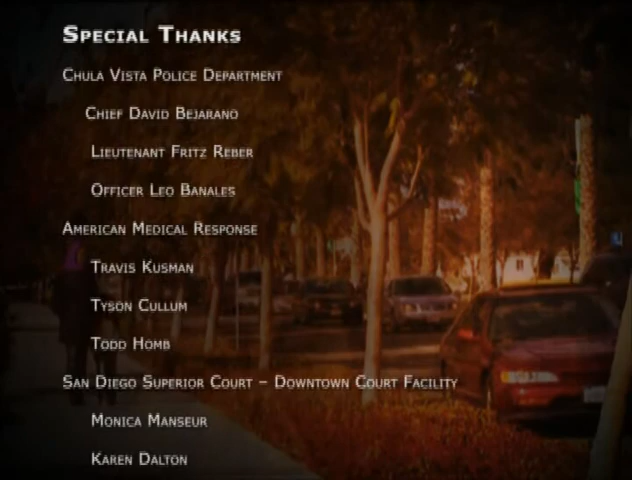 Special Thanks
Chula Vista Police Department
Chief David Bejarano
Lieutenant Fritz Reber
Officer Leo Banales
American Medical Response
Travis Kusman
Tyson Cullum
Todd Homb
San Diego Superior Court – Downtown Court Facility
Monica Manseur
Karen Dalton